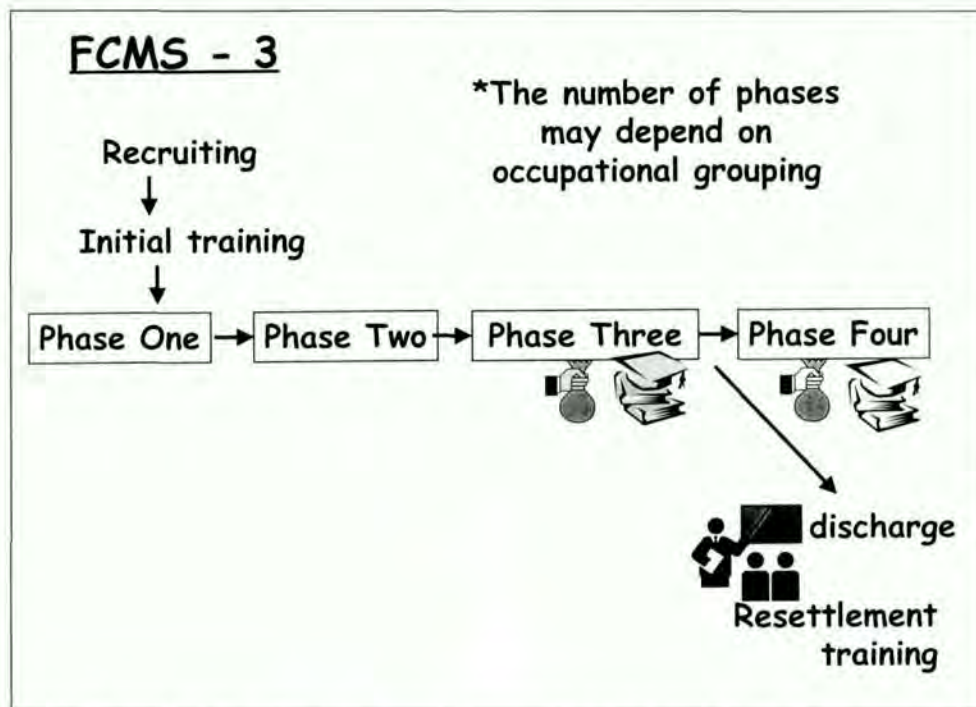 FCMS - 3
*The number of phases
may depend on
occupational grouping
Recruiting
Initial training
Phase One
Phase Two
Phase Three
Phase Four
discharge
Resettlement
training